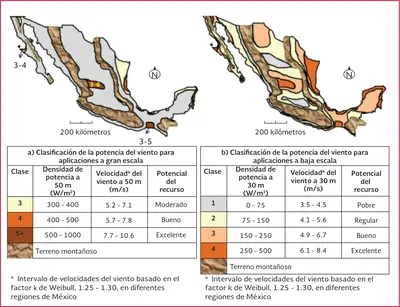 3-4
3-5
N
200 kilómetros
N
200 kilómetros
a) Clasificación de la potencia del viento para
aplicaciones a gran escala
Clase
Densidad de
potencia a
50 m
(W/m²)
Velocidadª del
viento a 50 m
(m/s)
Potencial
del
recurso
3
300 - 400
5.2 - 7.1
Moderado
4
400 - 500
5.7 - 7.8
Bueno
5+
500 - 1000
7.7 - 10.6
Excelente
Terreno montañoso
ª Intervalo de velocidades del viento basado en el
factor k de Weibull, 1.25 - 1.30, en diferentes
regiones de México
b) Clasificación de la potencia del viento para
aplicaciones a baja escala
Clase
Densidad de
potencia a
30 m
(W/m²)
Velocidadª del
viento a 30 m
(m/s)
Potencial
del
recurso
1
0 - 75
3.5 - 4.5
Pobre
2
75 - 150
4.1 - 5.6
Regular
3
150 - 250
4.9 - 6.7
Bueno
4
250 - 500
6.1 - 8.4
Excelente
Terreno montañoso
ª Intervalo de velocidades del viento basado en el
factor k de Weibull, 1.25 - 1.30, en diferentes
regiones de México